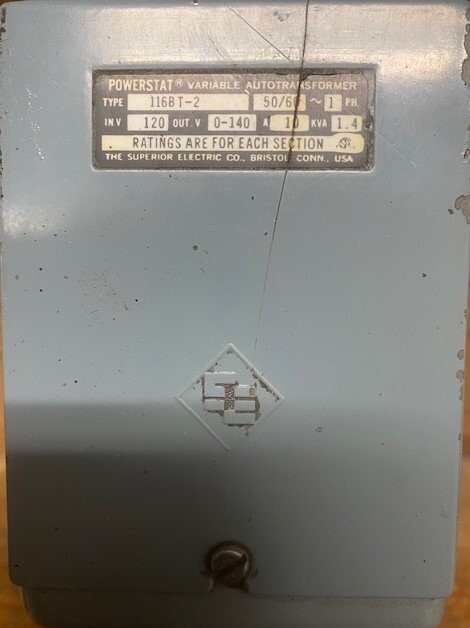 POWERSTAT® VARIABLE AUTOTRANSFORMER
TYPE 116BT-2 50/60 ~ 1 PH.
IN V 120 OUT. V 0-140 A 10 KVA 1.4
RATINGS ARE FOR EACH SECTION
THE SUPERIOR ELECTRIC CO., BRISTOL, CONN., USA